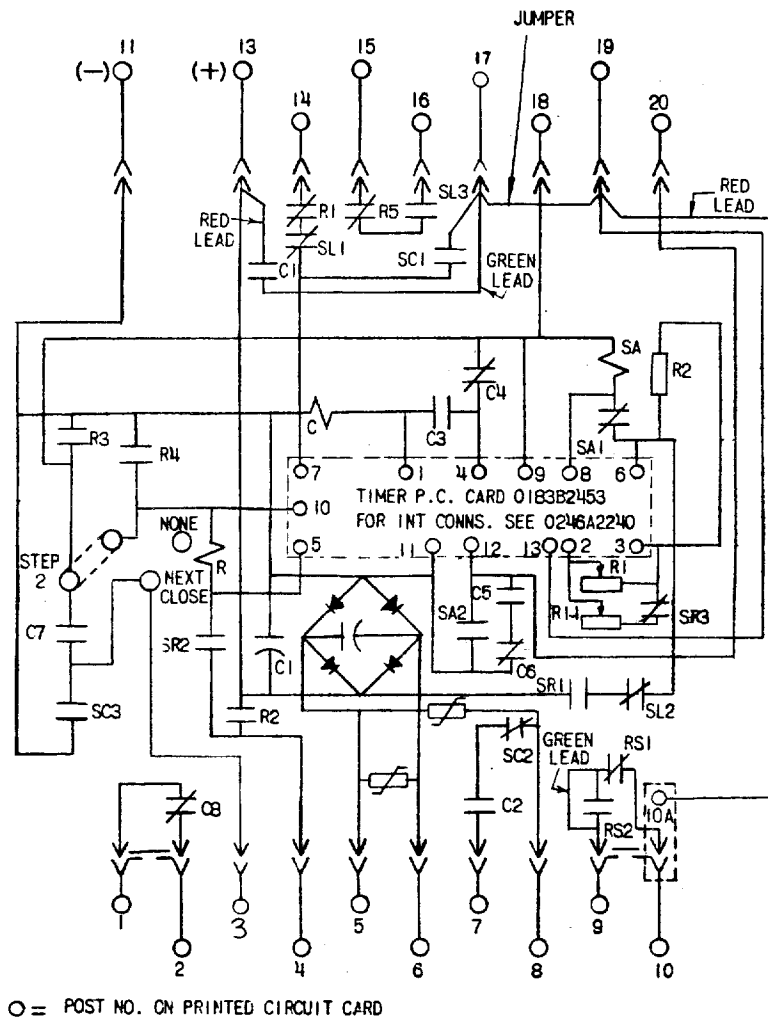 JUMPER
11
13
15
17
19
(-)
(+)
14
16
18
20
RED LEAD
R1
R5
SL3
RED LEAD
SL1
C1
SC1
GREEN LEAD
SA
R2
C4
R3
R4
C
C3
SA1
7
1
4
9
8
6
TIMER P.C. CARD 0183B2453
10
FOR INT CONNS. SEE 0246A2240
NONE
5
11
12
13
2
3
STEP 2
R
NEXT CLOSE
R1
C5
C7
SR2
C1
SA2
R14
SR3
C6
SR1
SL2
SC3
R2
SC2
GREEN LEAD
RS1
C8
C2
RS2
10A
1
3
5
7
9
2
4
6
8
10
O = POST NO. ON PRINTED CIRCUIT CARD